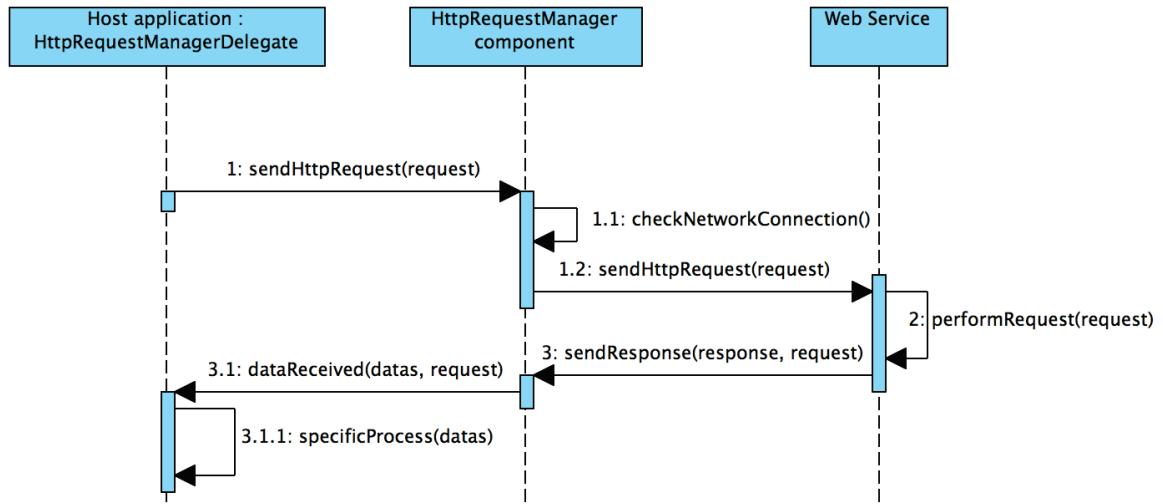 Host application :
HttpRequestManagerDelegate
HttpRequestManager
component
Web Service
1: sendHttpRequest(request)
1.1: checkNetworkConnection()
1.2: sendHttpRequest(request)
2: performRequest(request)
3: sendResponse(response, request)
3.1: dataReceived(datas, request)
3.1.1: specificProcess(datas)